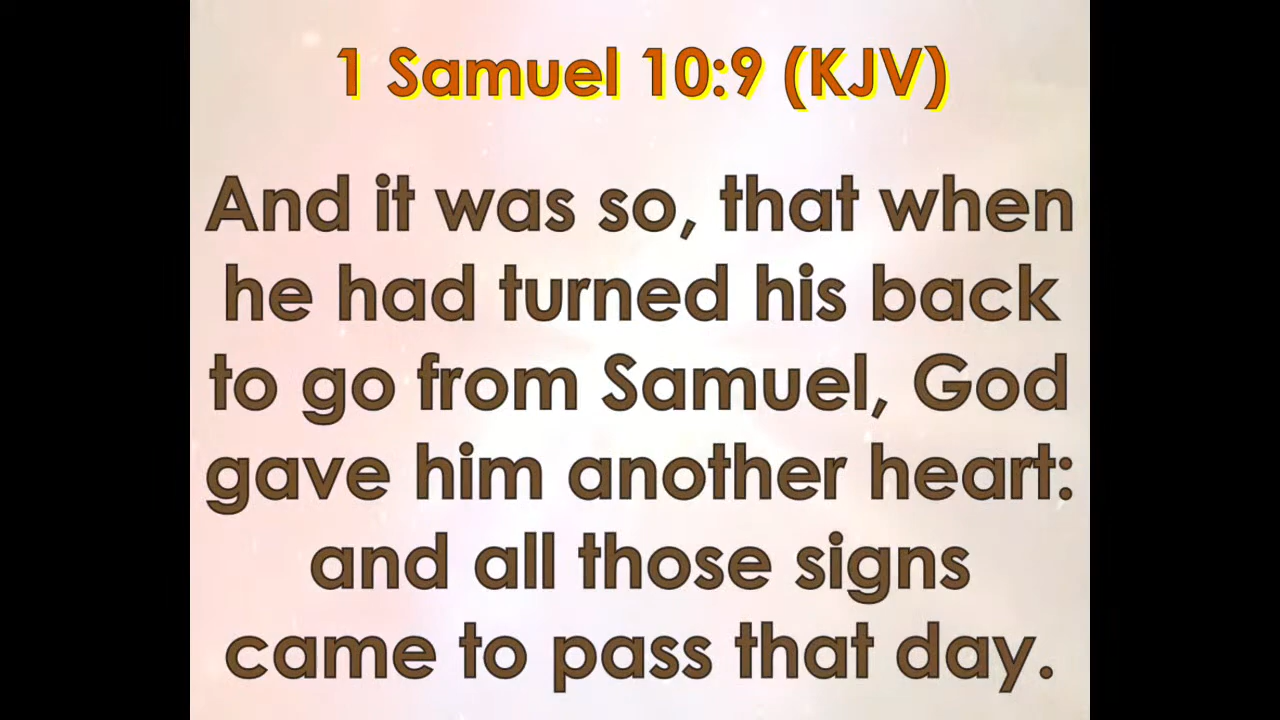 1 Samuel 10:9 (KJV)
And it was so, that when
he had turned his back
to go from Samuel, God
gave him another heart:
and all those signs
came to pass that day.